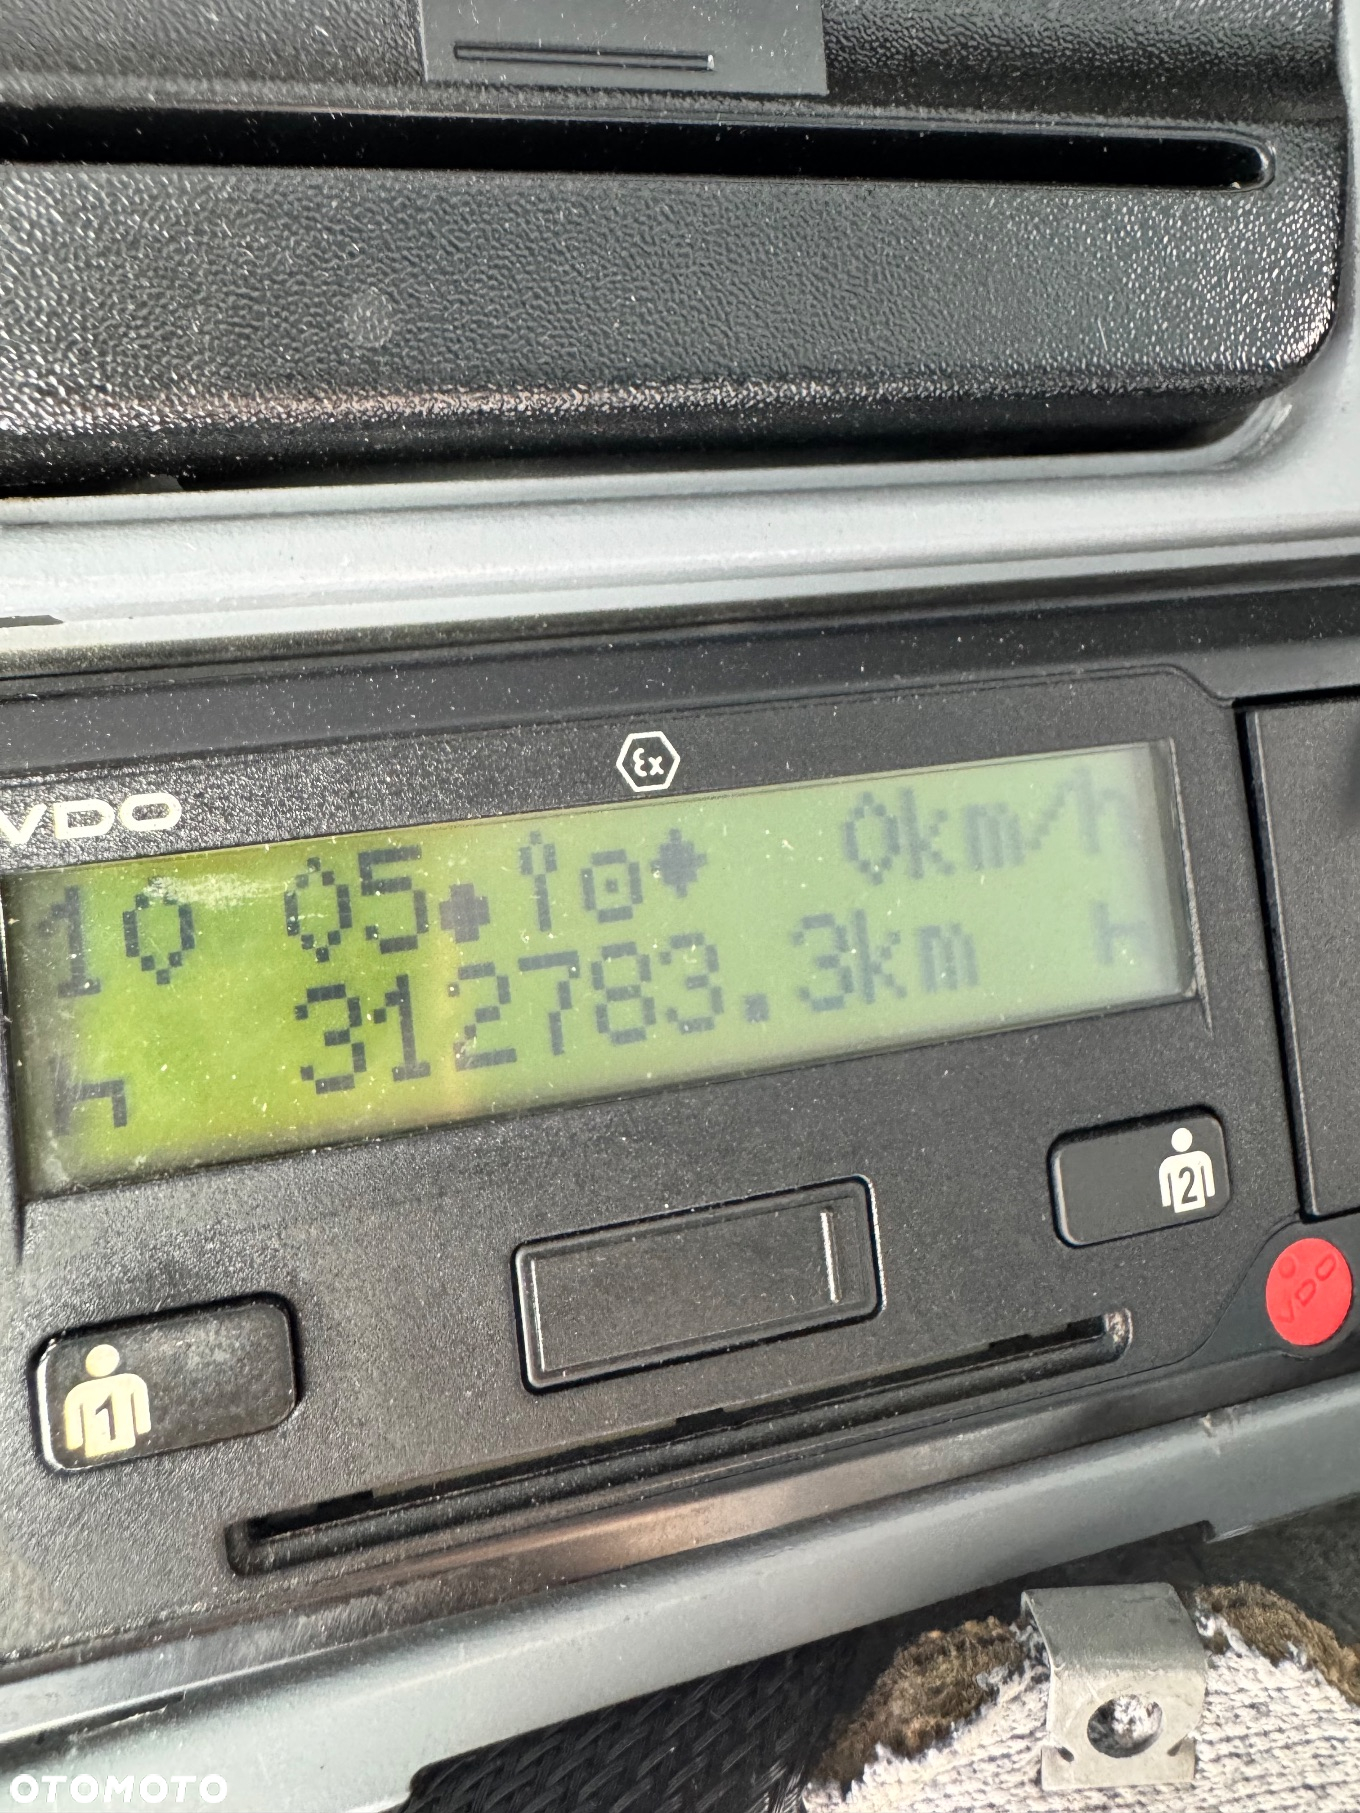 VDO
Ex
10 05 0km/h
312783.3km h
h
2
1
VDO
OTOMOTO